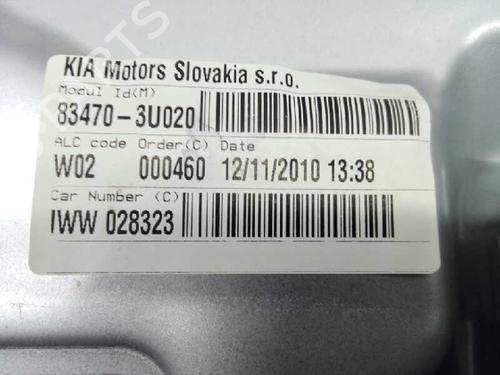 KIA Motors Slovakia s.r.o.
Modul Id(M)
83470-3U020
ALC code Order(C) Date
W02 000460 12/11/2010 13:38
Car Number (C)
IWW 028323